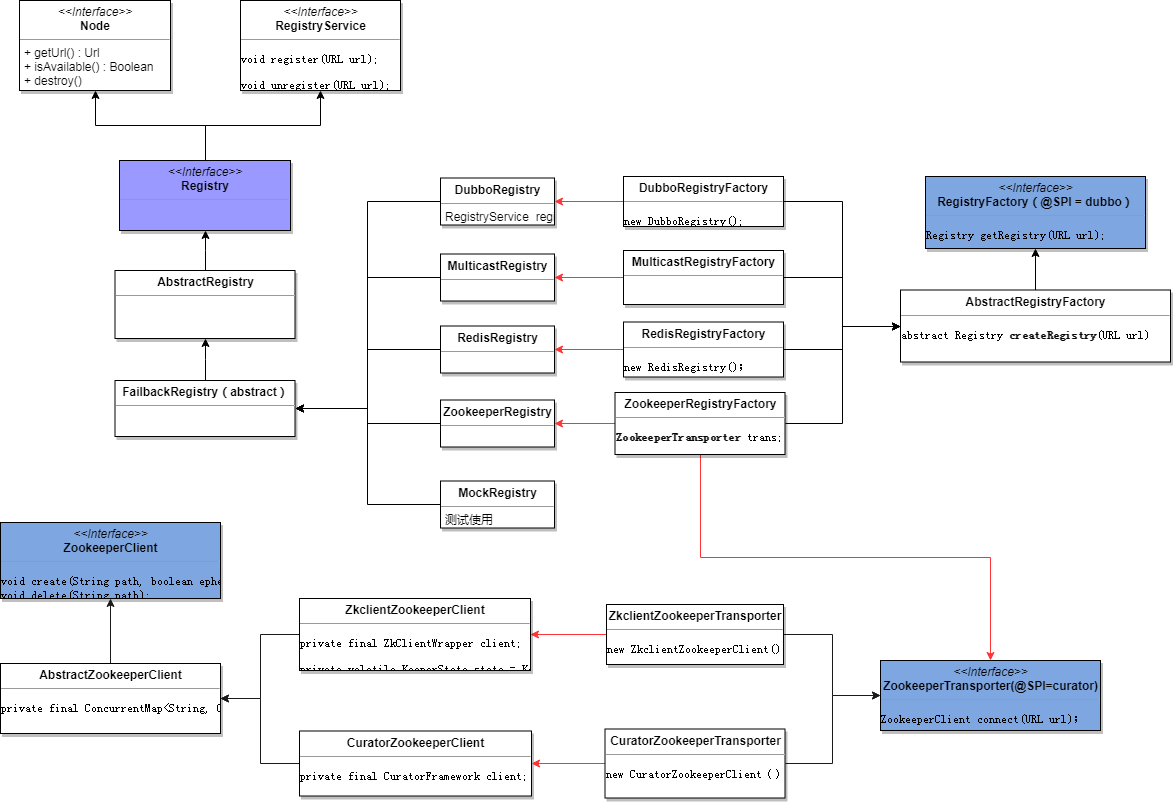 <<Interface>>
Node
+ getUrl() : Url
+ isAvailable() : Boolean
+ destroy()
<<Interface>>
RegistryService
void register(URL url);
void unregister(URL url);
<<Interface>>
Registry
AbstractRegistry
FailbackRegistry ( abstract )
DubboRegistry
RegistryService reg
MulticastRegistry
RedisRegistry
ZookeeperRegistry
MockRegistry
测试使用
DubboRegistryFactory
new DubboRegistry();
MulticastRegistryFactory
RedisRegistryFactory
new RedisRegistry();
ZookeeperRegistryFactory
ZookeeperTransporter trans;
<<Interface>>
RegistryFactory ( @SPI = dubbo )
Registry getRegistry(URL url);
AbstractRegistryFactory
abstract Registry createRegistry(URL url)
<<Interface>>
ZookeeperClient
void create(String path, boolean ephe
void delete(String path);
AbstractZookeeperClient
private final ConcurrentMap<String,
ZkclientZookeeperClient
private final ZkClientWrapper client;
private volatile KeeperState state = K
CuratorZookeeperClient
private final CuratorFramework client;
ZkclientZookeeperTransporter
new ZkclientZookeeperClient()
CuratorZookeeperTransporter
new CuratorZookeeperClient ()
<<Interface>>
ZookeeperTransporter(@SPI=curator)
ZookeeperClient connect(URL url);